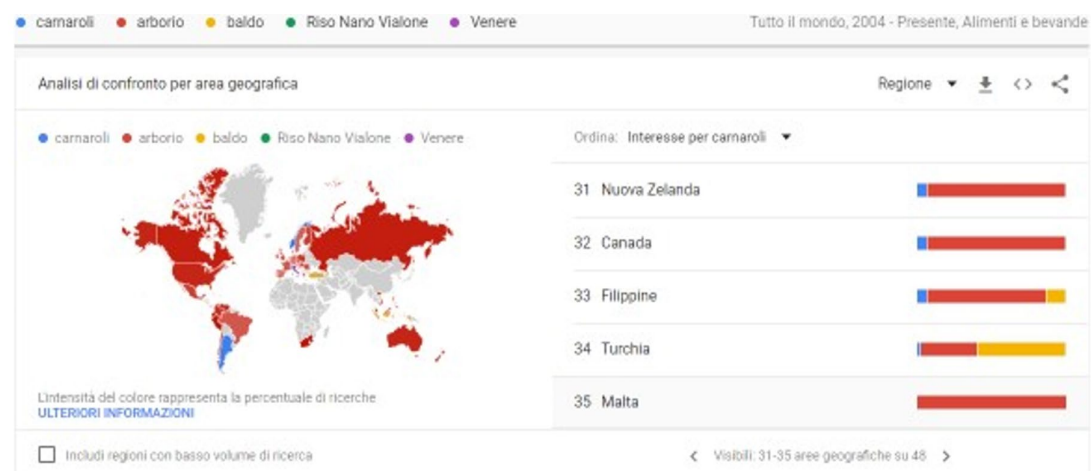 carnaroli arborio baldo Riso Nano Vialone Venere Tutto il mondo, 2004 - Presente, Alimenti e bevande
Analisi di confronto per area geografica
Regione
carnaroli arborio baldo Riso Nano Vialone Venere
Ordina: Interesse per carnaroli
31 Nuova Zelanda
32 Canada
33 Filippine
34 Turchia
35 Malta
L'intensità del colore rappresenta la percentuale di ricerche
ULTERIORI INFORMAZIONI
Includi regioni con basso volume di ricerca
Visibili: 31-35 aree geografiche su 48